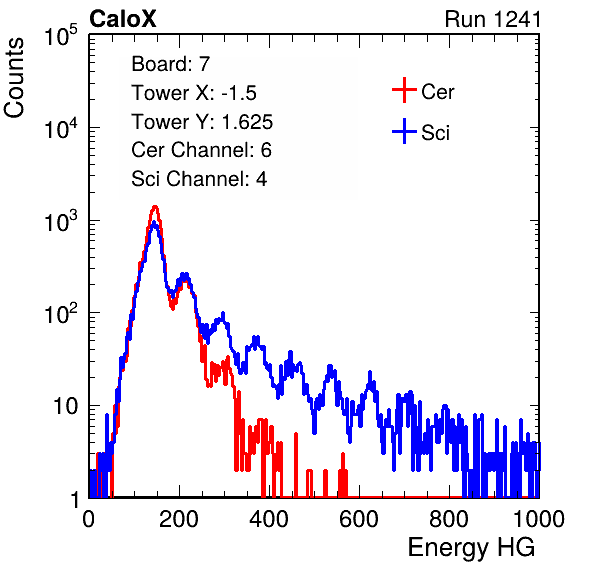 CaloX Run 1241
Counts
Board: 7
Tower X: -1.5
Tower Y: 1.625
Cer Channel: 6
Sci Channel: 4
Cer
Sci
10^5
10^4
10^3
10^2
10
1
0 200 400 600 800 1000
Energy HG